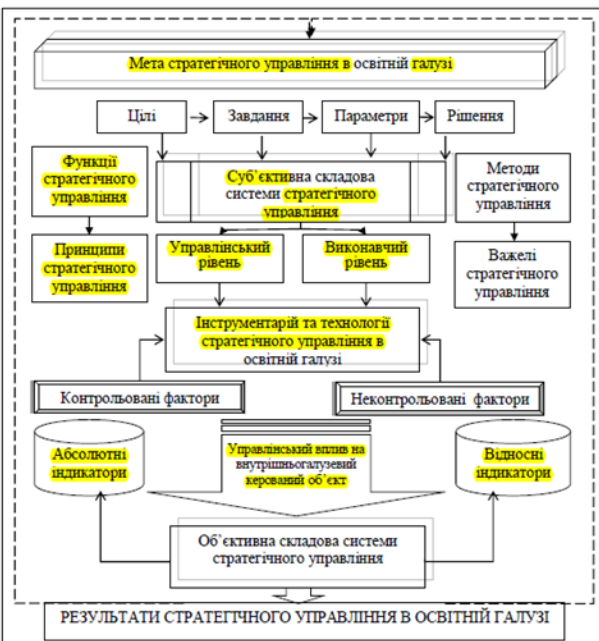 Мета стратегічного управління в освітній галузі
Цілі
Завдання
Параметри
Рішення
Функції
стратегічного
управління
Суб’єктивна складова
системи стратегічного
управління
Методи
стратегічного
управління
Принципи
стратегічного
управління
Управлінський
рівень
Виконавчий
рівень
Важелі
стратегічного
управління
Інструментарій та технології
стратегічного управління в
освітній галузі
Контрольовані фактори
Неконтрольовані фактори
Абсолютні
індикатори
Управлінський вплив на
внутрішньогалузевий
керований об’єкт
Відносні
індикатори
Об’єктивна складова системи
стратегічного управління
РЕЗУЛЬТАТИ СТРАТЕГІЧНОГО УПРАВЛІННЯ В ОСВІТНІЙ ГАЛУЗІ